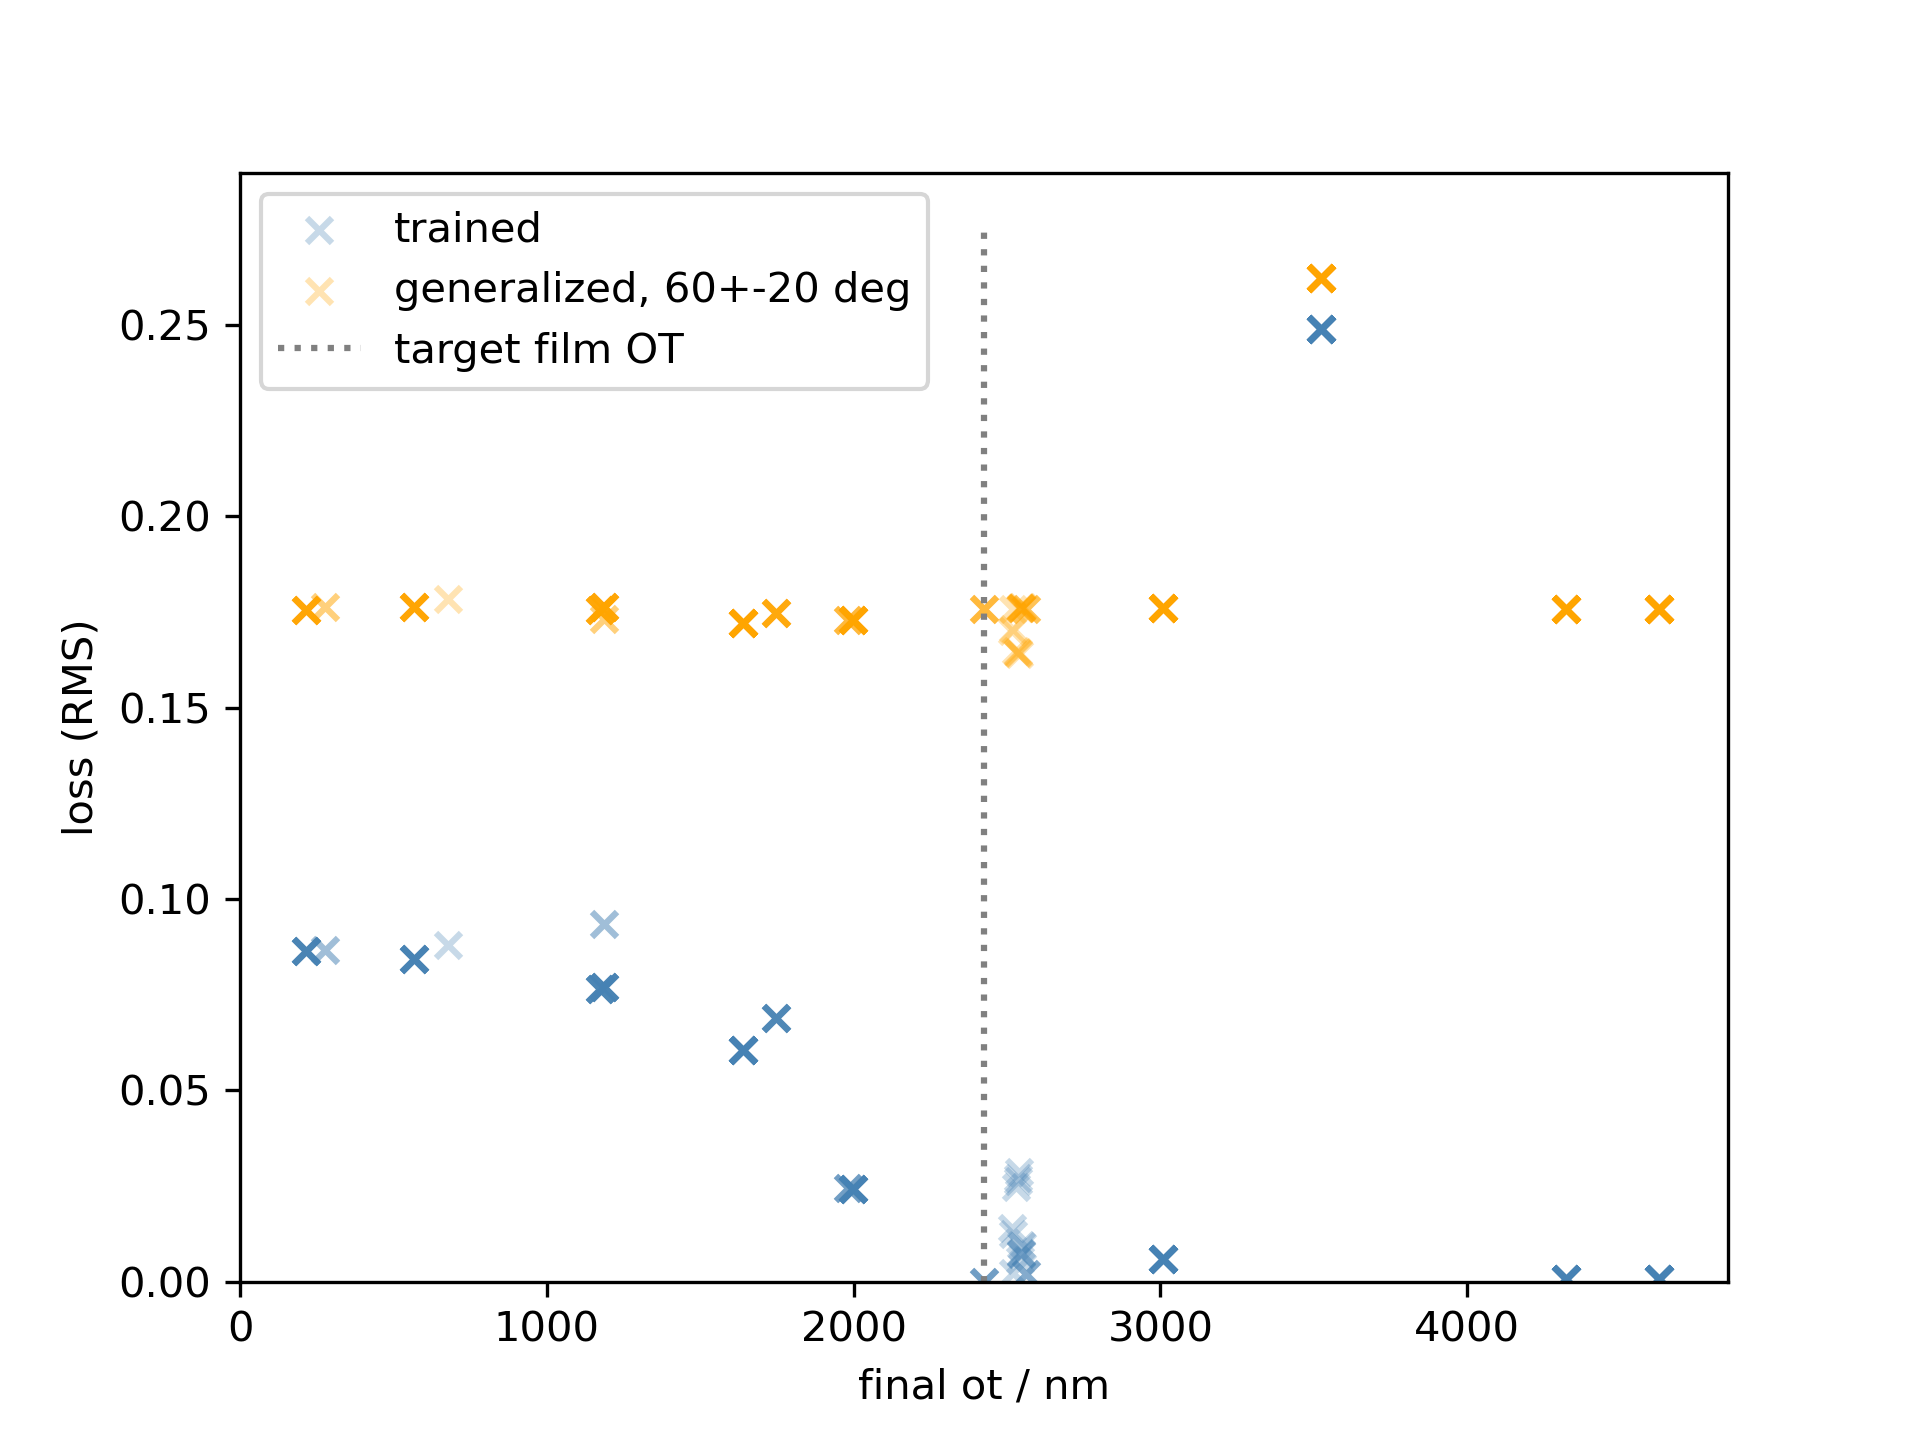 trained
generalized, 60+-20 deg
target film OT
0.25
0.20
0.15
0.10
0.05
0.00
loss (RMS)
0
1000
2000
3000
4000
final ot / nm